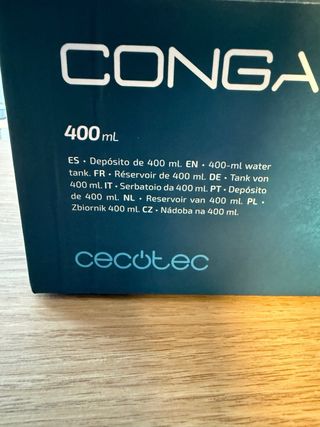 CONGA
400 mL
ES • Depósito de 400 ml. EN • 400-ml water
tank. FR • Réservoir de 400 ml. DE • Tank von
400 ml. IT • Serbatoio da 400 ml. PT • Depósito
de 400 ml. NL • Reservoir van 400 ml. PL •
Zbiornik 400 ml. CZ • Nádoba na 400 ml.
cecotec